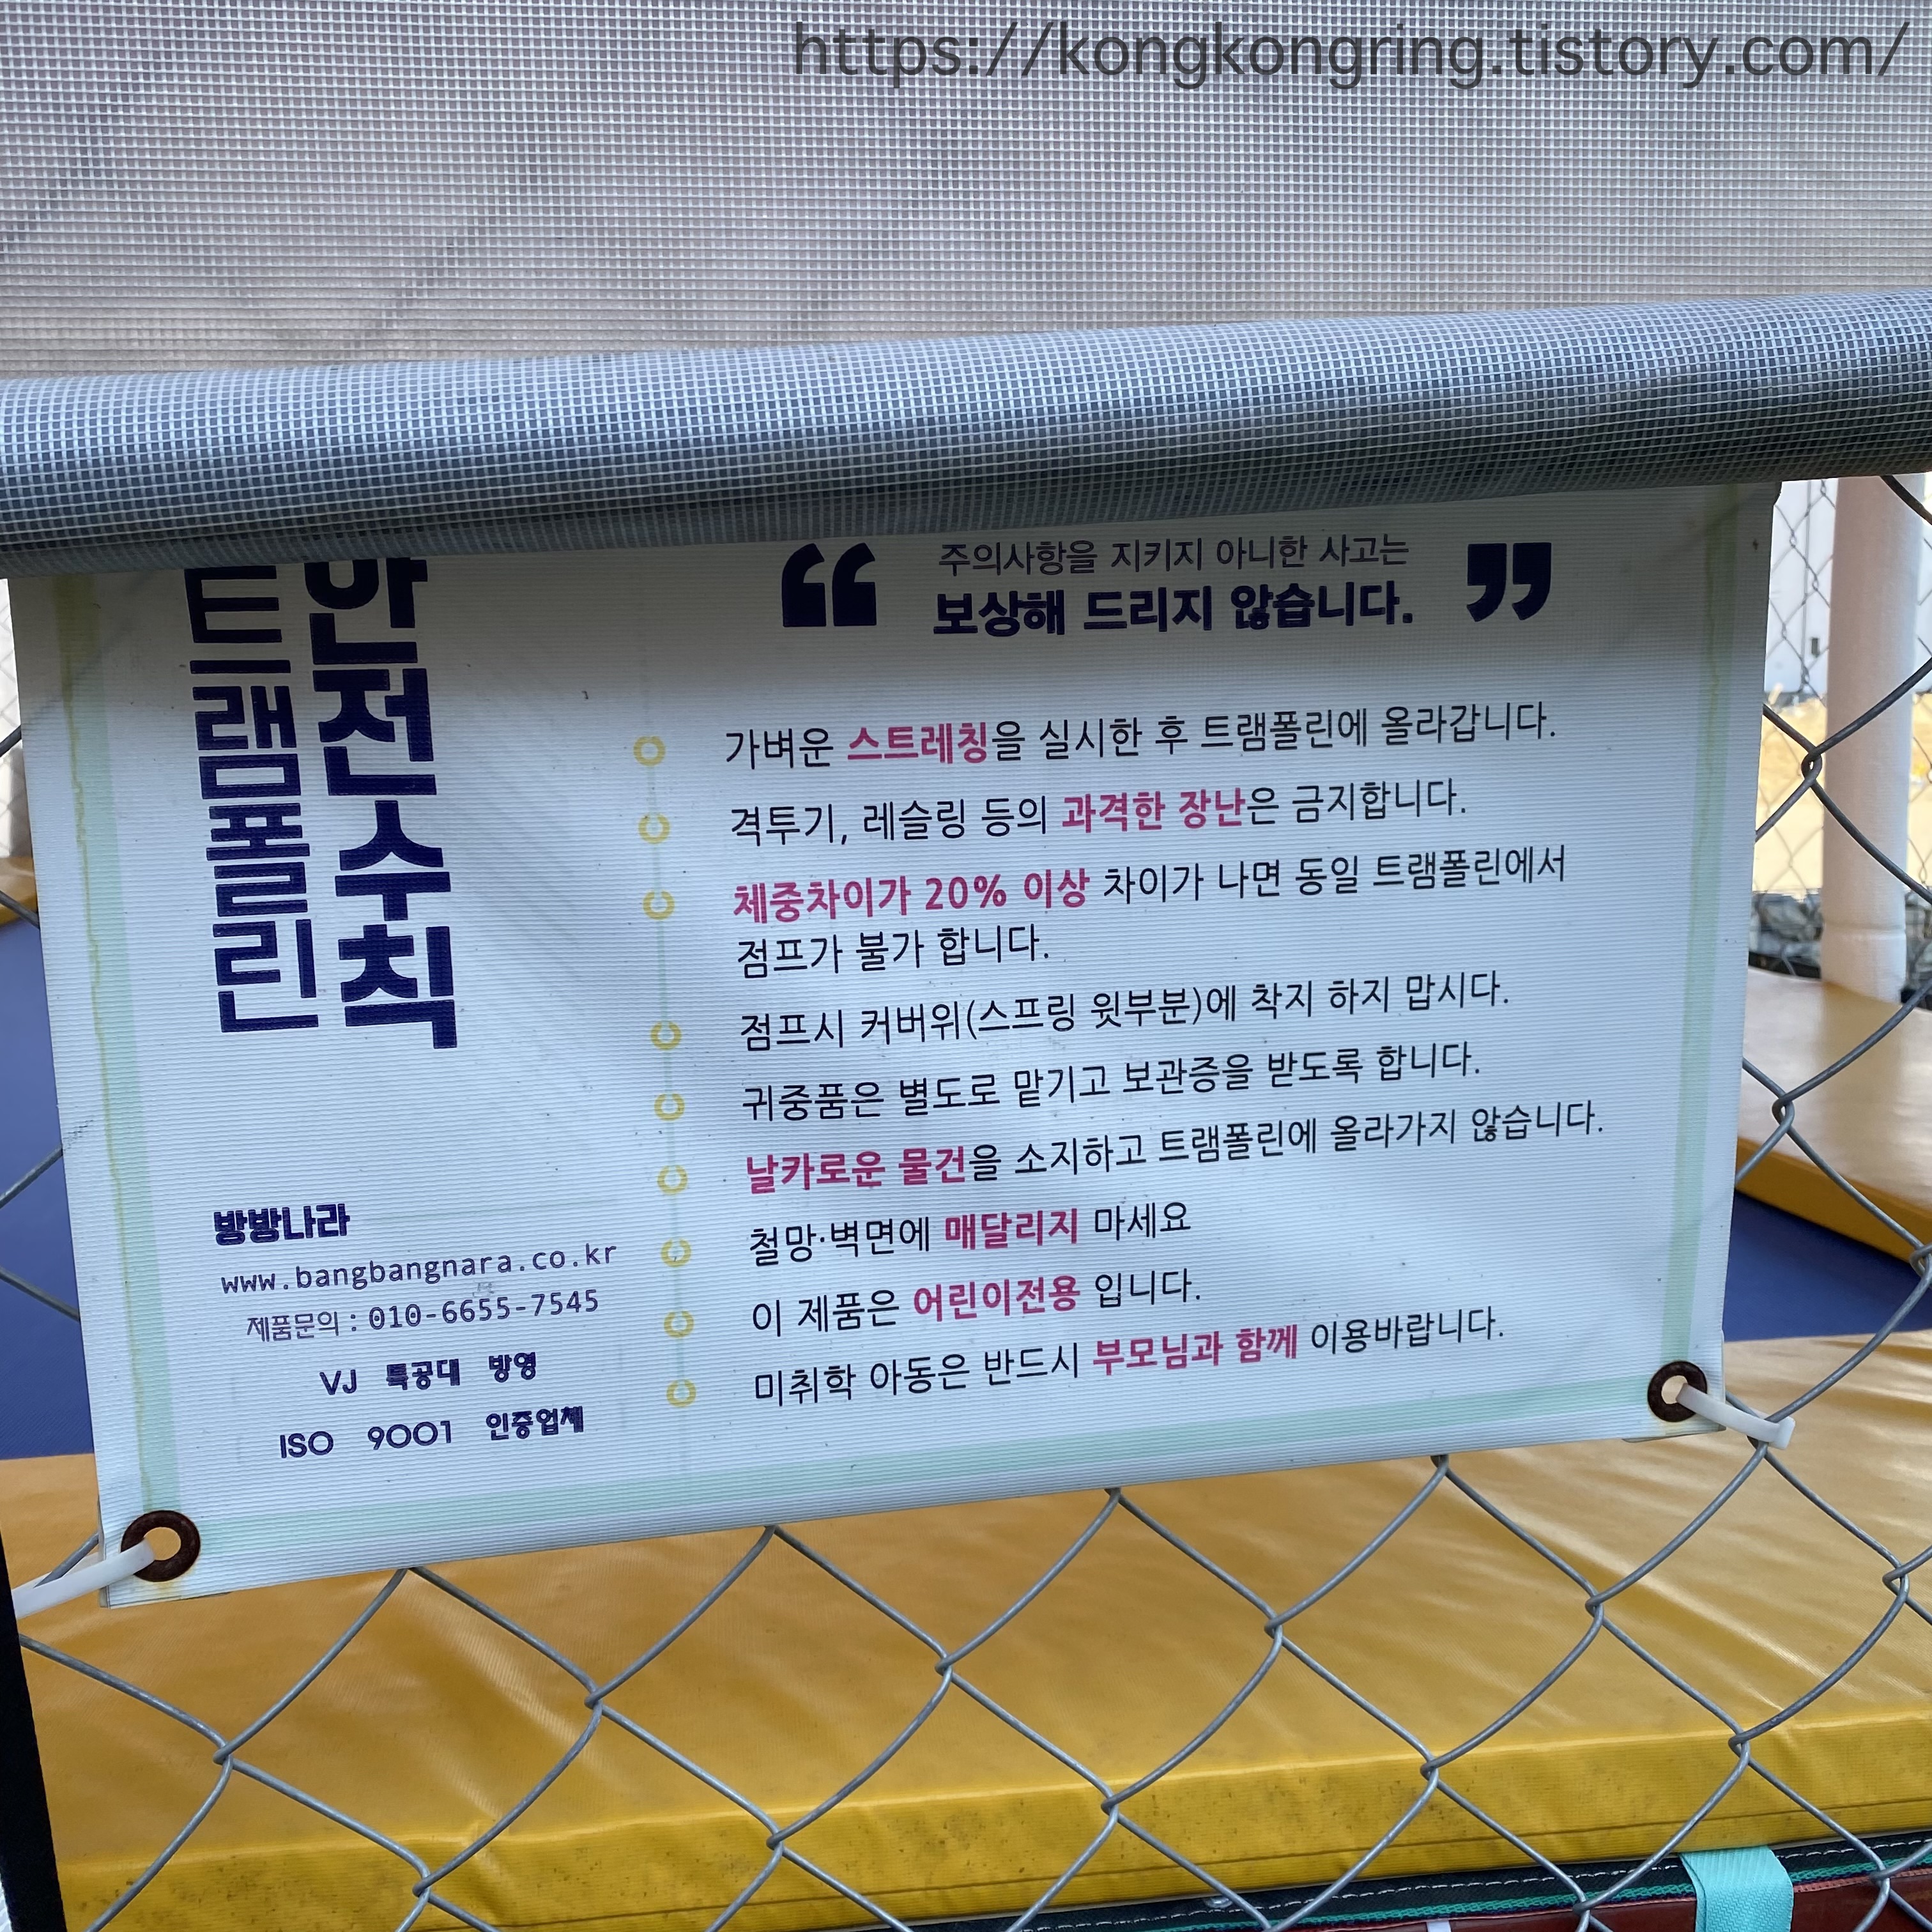 https://kongkongring.tistory.com/
트램폴린
안전수칙
주의사항을 지키지 아니한 사고는
보상해 드리지 않습니다.
가벼운 스트레칭을 실시한 후 트램폴린에 올라갑니다.
격투기, 레슬링 등의 과격한 장난은 금지합니다.
체중차이가 20% 이상 차이가 나면 동일 트램폴린에서
점프가 불가 합니다.
점프시 커버위(스프링 윗부분)에 착지 하지 맙시다.
귀중품은 별도로 맡기고 보관증을 받도록 합니다.
날카로운 물건을 소지하고 트램폴린에 올라가지 않습니다.
철망·벽면에 매달리지 마세요
이 제품은 어린이전용 입니다.
미취학 아동은 반드시 부모님과 함께 이용바랍니다.
방방나라
www.bangbangnara.co.kr
제품문의 : 010-6655-7545
VJ 특공대 방영
ISO 9001 인증업체